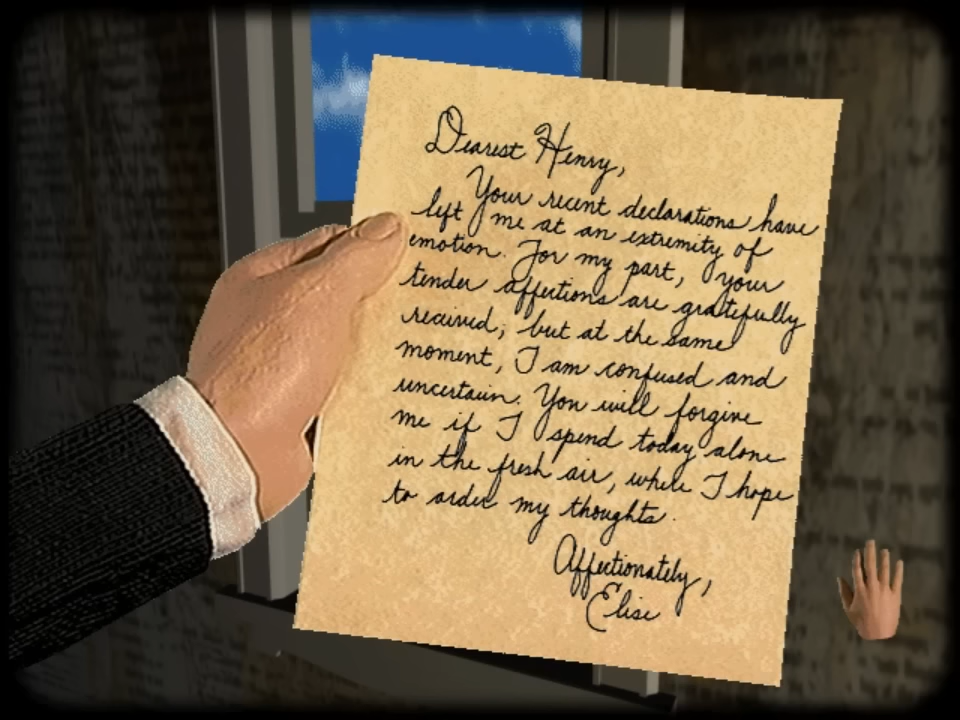 Dearest Henry,
Your recent declarations have
left me at an extremity of
emotion. For my part, your
tender affections are gratefully
received; but at the same
moment, I am confused and
uncertain. You will forgive
me if I spend today alone
in the fresh air, where I hope
to order my thoughts.
Affectionately,
Elise